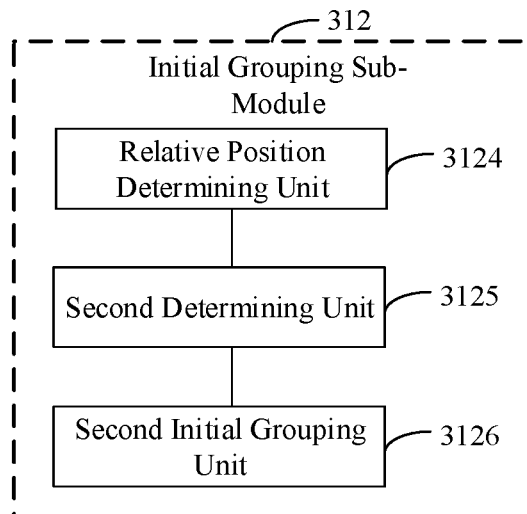 312
Initial Grouping Sub-
Module
Relative Position
Determining Unit
3124
Second Determining Unit
3125
Second Initial Grouping
Unit
3126